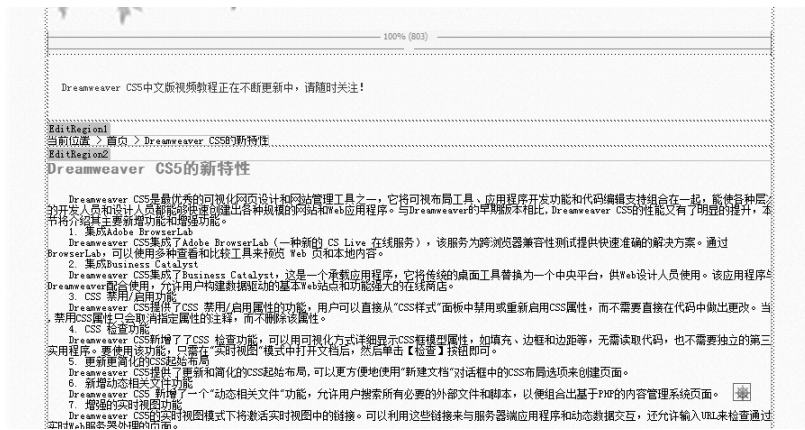 100% (803)
Dreamweaver CS5中文版视频教程正在不断更新中，请随时关注！
EditRegion1
当前位置 > 首页 > Dreamweaver CS5的新特性
EditRegion2
Dreamweaver CS5的新特性
Dreamweaver CS5是最优秀的可视化网页设计和网站管理工具之一，它将可视布局工具、应用程序开发功能和代码编辑支持组合在一起，能使各种层次
的开发人员和设计人员都能够快速创建出各种规模的网站和Web应用程序。与Dreamweaver的早期版本相比，Dreamweaver CS5的性能又有了明显的提升，本
节将介绍其主要新增功能和增强功能。
1. 集成Adobe BrowserLab
Dreamweaver CS5集成了Adobe BrowserLab（一种新的 CS Live 在线服务），该服务为跨浏览器兼容性测试提供快速准确的解决方案。通过
BrowserLab，可以使用多种查看和比较工具来预览 Web 页和本地内容。
2. 集成Business Catalyst
Dreamweaver CS5集成了Business Catalyst，这是一个承载应用程序，它将传统的桌面工具替换为一个中央平台，供Web设计人员使用。该应用程序与
Dreamweaver配合使用，允许用户构建数据驱动的基本Web站点和功能强大的在线商店。
3. CSS 禁用/启用功能
Dreamweaver CS5提供了CSS 禁用/启用属性的功能，用户可以直接从“CSS样式”面板中禁用或重新启用CSS属性，而不需要直接在代码中做出更改。当
，禁用CSS属性只会取消指定属性的注释，而不删除该属性。
4. CSS 检查功能
Dreamweaver CS5新增了了CSS 检查功能，可以用可视化方式详细显示CSS框模型属性，如填充、边框和边距等，无需读取代码，也不需要独立的第三
实用程序。要使用该功能，只需在“实时视图”模式中打开文档后，然后单击【检查】按钮即可。
5. 更新更简化的CSS起始布局
Dreamweaver CS5提供了更新和简化的CSS起始布局，可以更方便地使用“新建文档”对话框中的CSS布局选项来创建页面。
6. 新增动态相关文件功能
Dreamweaver CS5 新增了一个“动态相关文件”功能，允许用户搜索所有必要的外部文件和脚本，以便组合出基于PHP的内容管理系统页面。
7. 增强的实时视图功能
Dreamweaver CS5的实时视图模式下将激活实时视图中的链接。可以利用这些链接来与服务器端应用程序和动态数据交互，还允许输入URL来检查通过
实时Web服务器处理的页面。